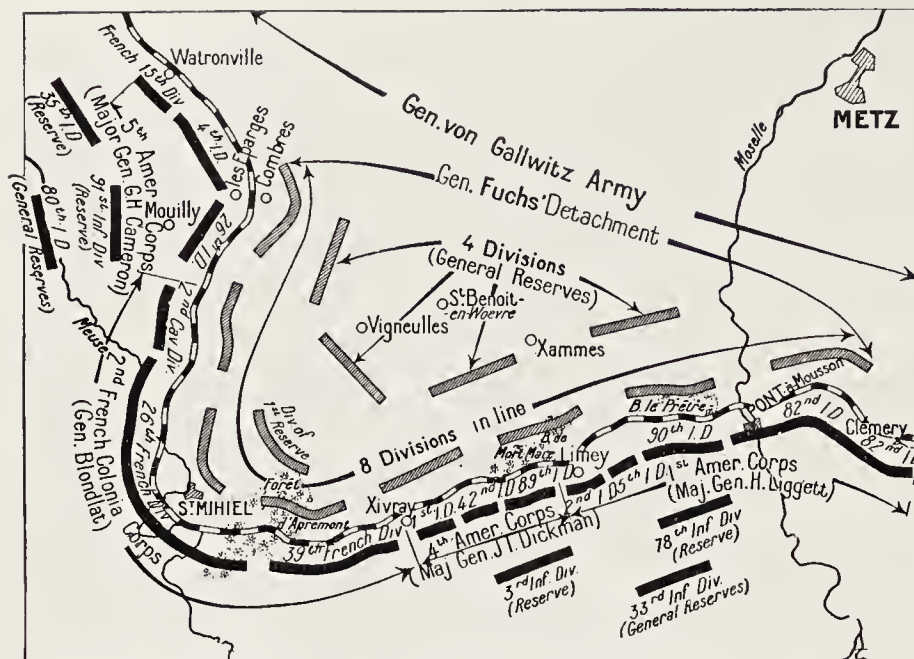 Watronville
French 15th Div
35th I.D
(Reserve)
5th Amer Corps
(Major Gen. G.H Cameron)
4th I.D.
les Eparges
Combres
80th I.D
(General Reserves)
91st Inf Div
(Reserve)
Mouilly
26th I.D
Meuse
2nd Cav Div.
2nd French Colonia
(Gen. Blondlat)
Corps
26th French Div
Gen. von Gallwitz Army
Gen. Fuchs' Detachment
4 Divisions
(General Reserves)
St. Benoit
-en-Woevre
Vigneulles
Xammes
Moselle
METZ
1st Div of
Reserve
8 Divisions in line
Forêt
d'Apremont
ST. MIHIEL
Xivray
39th French Div
1st I.D.
42nd I.D
89th I.D
2nd I.D
5th I.D
B. de
Mort Mare
Limey
B. le Prêtre
90th I.D
PONT-à-Mousson
82nd I.D
Clémery
82nd I.D
1st Amer. Corps
(Maj. Gen. H. Liggett)
4th Amer. Corps
(Maj Gen. J T. Dickman)
3rd Inf. Div.
(Reserve)
78th Inf Div
(Reserve)
33rd Inf Div.
(General Reserves)